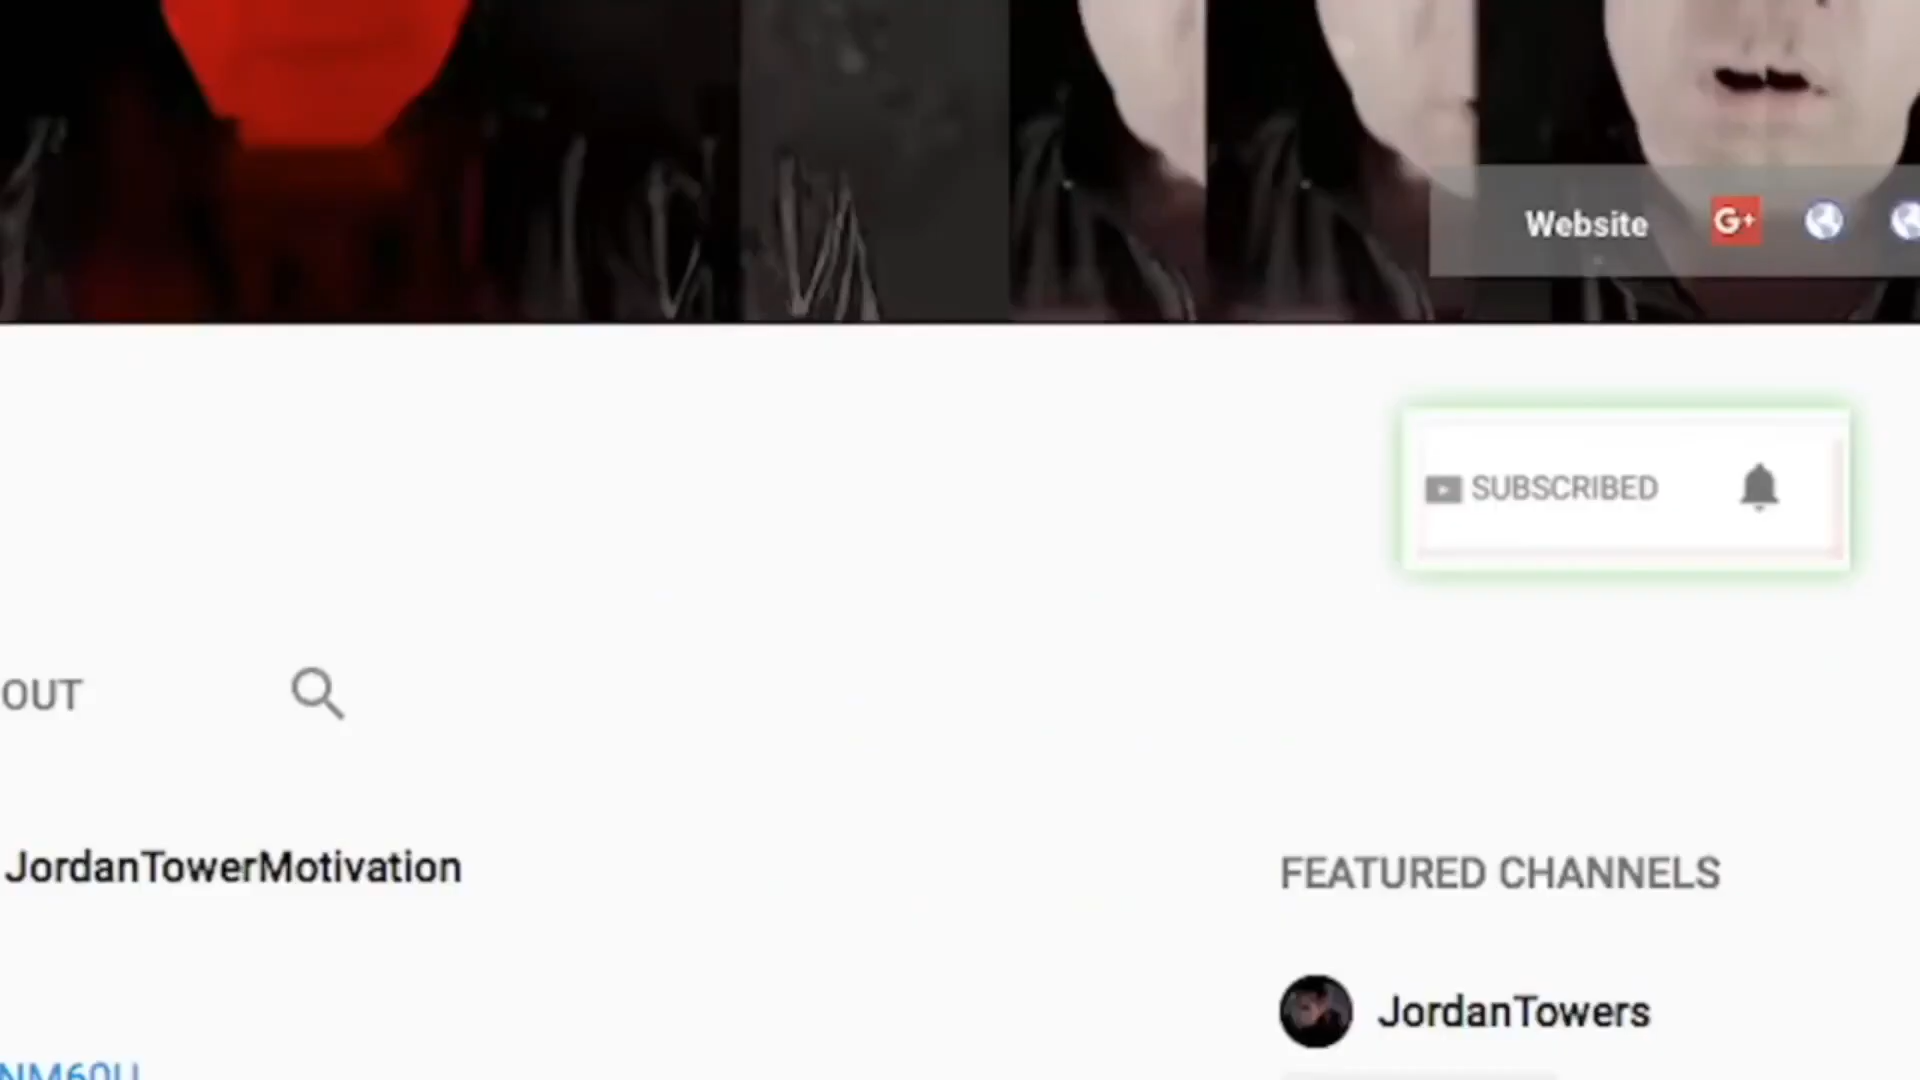 Website G+
SUBSCRIBED
OUT
JordanTowerMotivation
FEATURED CHANNELS
JordanTowers